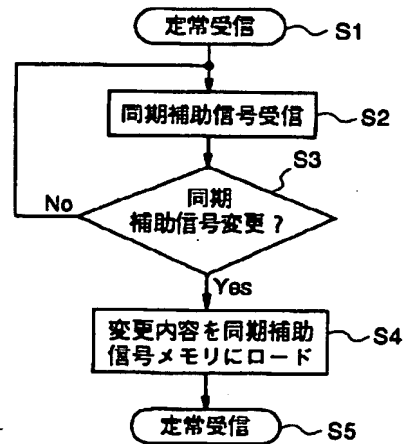 定常受信
S1
同期補助信号受信
S2
S3
同期
補助信号変更？
No
Yes
変更内容を同期補助
信号メモリにロード
S4
定常受信
S5